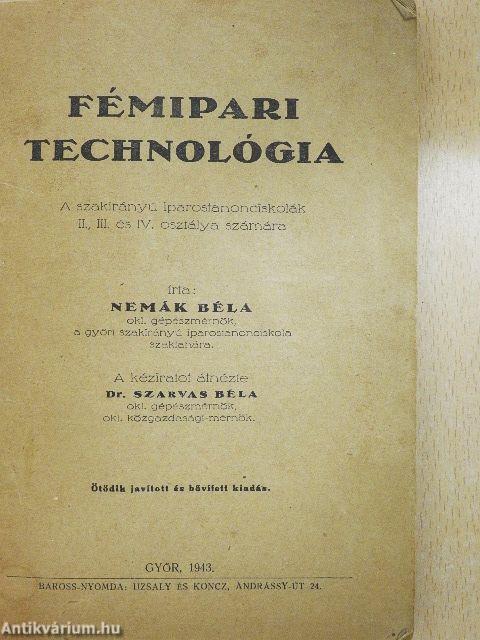 FÉMIPARI
TECHNOLÓGIA
A szakirányú iparostanonciskolák
II., III. és IV. osztálya számára
írta:
NEMÁK BÉLA
okl. gépészmérnök,
a győri szakirányú iparostanonciskola
szaktanára.
A kéziratot átnézte
Dr. SZARVAS BÉLA
okl. gépészmérnök,
okl. közgazdasági-mérnök.
Ötödik javított és bővített kiadás.
GYŐR, 1943.
BAROSS-NYOMDA: UZSALY ÉS KONCZ, ANDRÁSSY-ÚT 24.
Antikvárium.hu